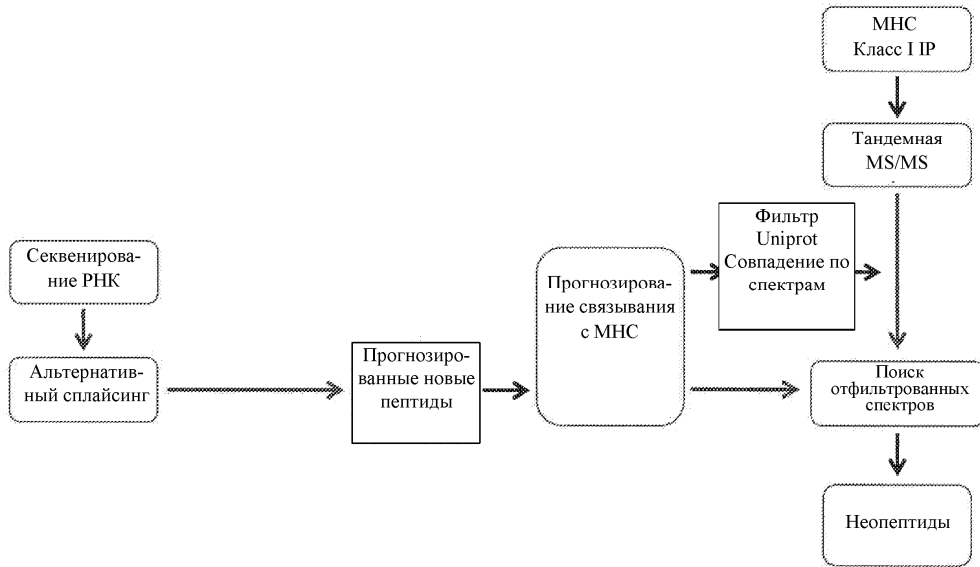 МНС
Класс I IP
Тандемная
MS/MS
Фильтр
Uniprot
Совпадение по
спектрам
Секвенирова-
ние РНК
Прогнозирова-
ние связывания
с МНС
Альтернатив-
ный сплайсинг
Прогнозиро-
ванные новые
пептиды
Поиск
отфильтрованных
спектров
Неопептиды